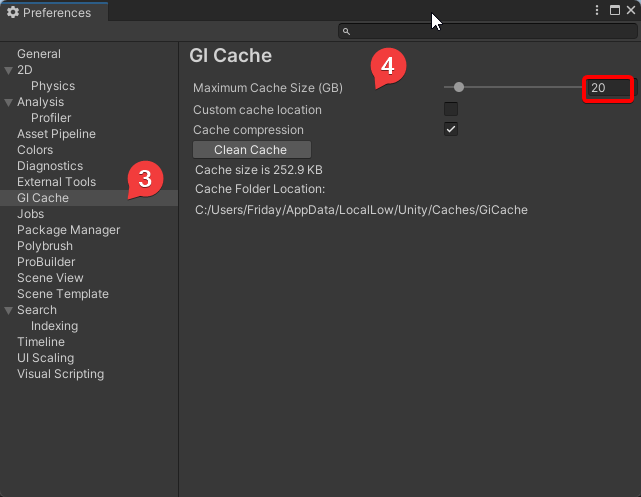 Preferences
General
2D
Physics
Analysis
Profiler
Asset Pipeline
Colors
Diagnostics
External Tools
GI Cache
Jobs
Package Manager
Polybrush
ProBuilder
Scene View
Scene Template
Search
Indexing
Timeline
UI Scaling
Visual Scripting
3
GI Cache
4
Maximum Cache Size (GB) 20
Custom cache location
Cache compression
Clean Cache
Cache size is 252.9 KB
Cache Folder Location:
C:/Users/Friday/AppData/LocalLow/Unity/Caches/GiCache